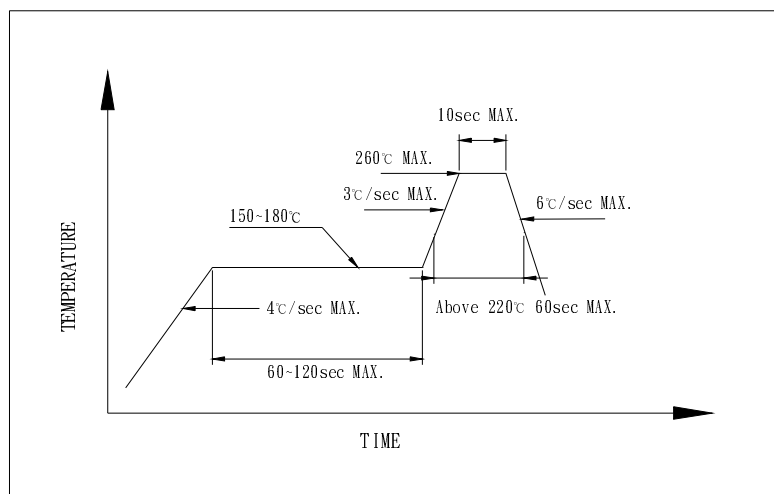 10sec MAX.
260℃ MAX.
3℃/sec MAX.
6℃/sec MAX.
150~180℃
TEMPERATURE
4℃/sec MAX.
Above 220℃ 60sec MAX.
60~120sec MAX.
TIME